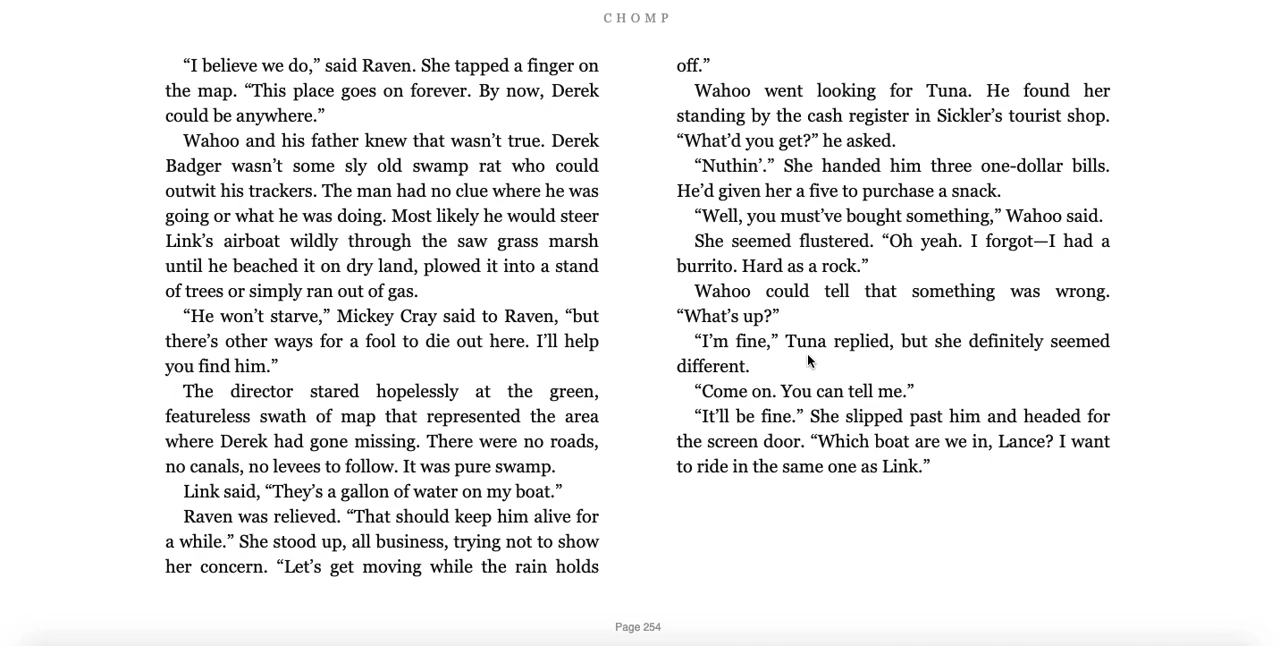 CHOMP
“I believe we do,” said Raven. She tapped a finger on
the map. “This place goes on forever. By now, Derek
could be anywhere.”
Wahoo and his father knew that wasn’t true. Derek
Badger wasn’t some sly old swamp rat who could
outwit his trackers. The man had no clue where he was
going or what he was doing. Most likely he would steer
Link’s airboat wildly through the saw grass marsh
until he beached it on dry land, plowed it into a stand
of trees or simply ran out of gas.
“He won’t starve,” Mickey Cray said to Raven, “but
there’s other ways for a fool to die out here. I’ll help
you find him.”
The director stared hopelessly at the green,
featureless swath of map that represented the area
where Derek had gone missing. There were no roads,
no canals, no levees to follow. It was pure swamp.
Link said, “They’s a gallon of water on my boat.”
Raven was relieved. “That should keep him alive for
a while.” She stood up, all business, trying not to show
her concern. “Let’s get moving while the rain holds
off.”
Wahoo went looking for Tuna. He found her
standing by the cash register in Sickler’s tourist shop.
“What’d you get?” he asked.
“Nuthin’.” She handed him three one-dollar bills.
He’d given her a five to purchase a snack.
“Well, you must’ve bought something,” Wahoo said.
She seemed flustered. “Oh yeah. I forgot—I had a
burrito. Hard as a rock.”
Wahoo could tell that something was wrong.
“What’s up?”
“I’m fine,” Tuna replied, but she definitely seemed
different.
“Come on. You can tell me.”
“It’ll be fine.” She slipped past him and headed for
the screen door. “Which boat are we in, Lance? I want
to ride in the same one as Link.”
Page 254